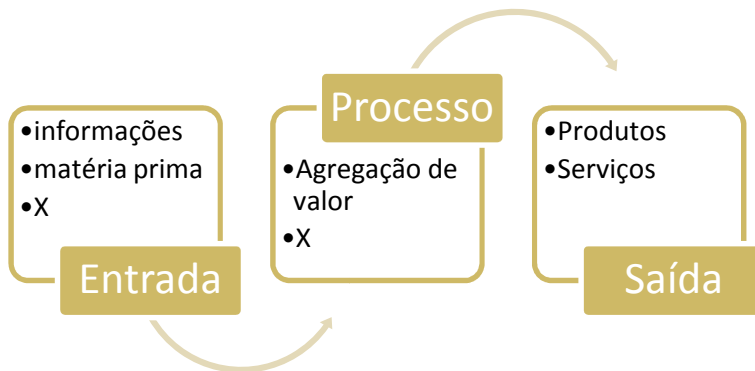 •informações
•matéria prima
•X
Entrada
Processo
•Agregação de
valor
•X
•Produtos
•Serviços
Saída